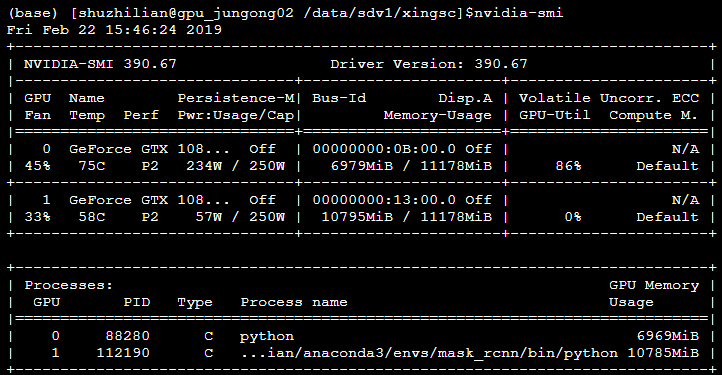 (base) [shuzhilian@gpu_jungong02 /data/sdv1/xingsc]$nvidia-smi
Fri Feb 22 15:46:24 2019
+-----------------------------------------------------------------------------+
| NVIDIA-SMI 390.67                 Driver Version: 390.67                    |
|-------------------------------+----------------------+----------------------+
| GPU  Name        Persistence-M| Bus-Id        Disp.A | Volatile Uncorr. ECC |
| Fan  Temp  Perf  Pwr:Usage/Cap|         Memory-Usage | GPU-Util  Compute M. |
|===============================+======================+======================|
|   0  GeForce GTX 108...  Off  | 00000000:0B:00.0 Off |                  N/A |
| 45%   75C    P2   234W / 250W |   6979MiB / 11178MiB |     86%      Default |
+-------------------------------+----------------------+----------------------+
|   1  GeForce GTX 108...  Off  | 00000000:13:00.0 Off |                  N/A |
| 33%   58C    P2    57W / 250W |  10795MiB / 11178MiB |      0%      Default |
+-------------------------------+----------------------+----------------------+
+-----------------------------------------------------------------------------+
| Processes:                                                       GPU Memory |
|  GPU       PID   Type   Process name                             Usage      |
|=============================================================================|
|    0     88280      C   python                                      6969MiB |
|    1    112190      C   ...ian/anaconda3/envs/mask_rcnn/bin/python 10785MiB |
+-----------------------------------------------------------------------------+